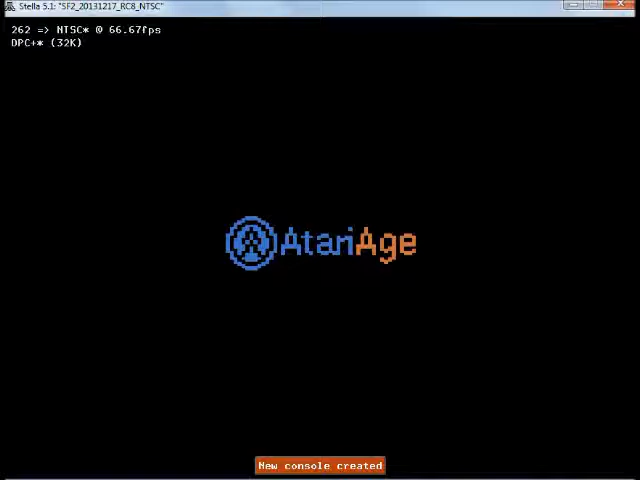 Stella 5.1: "SF2_20131217_RC8_NTSC"
262 => NTSC* @ 66.67fps
DPC+* (32K)
AtariAge
New console created